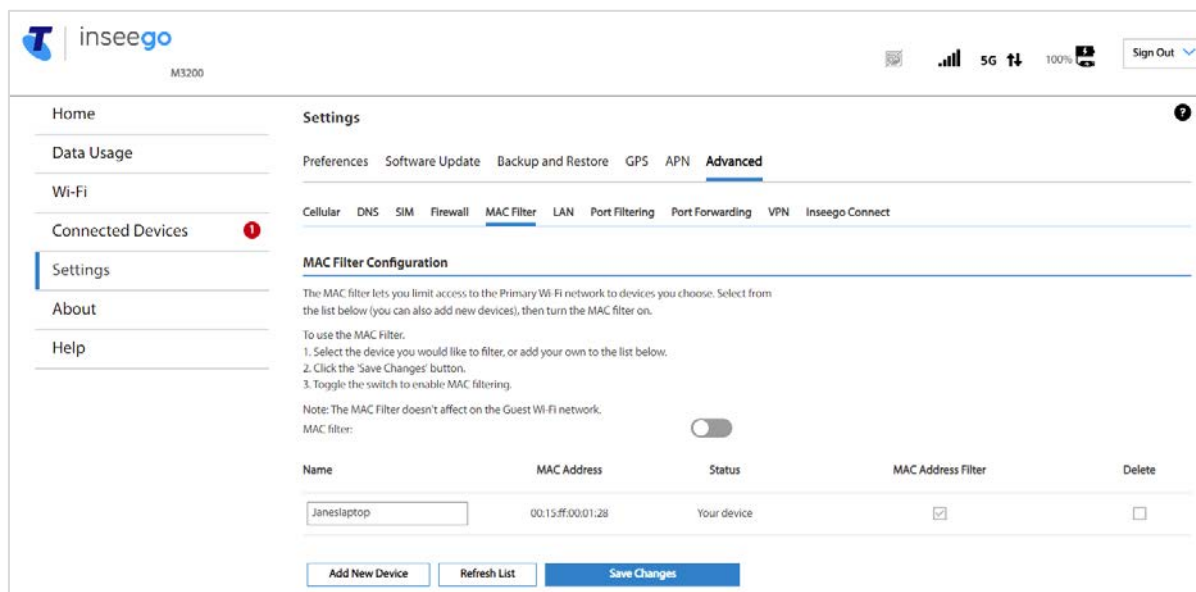 T inseego
M3200
5G 100% Sign Out
Home
Data Usage
Wi-Fi
Connected Devices 1
Settings
About
Help
Settings ?
Preferences Software Update Backup and Restore GPS APN Advanced
Cellular DNS SIM Firewall MAC Filter LAN Port Filtering Port Forwarding VPN Inseego Connect
MAC Filter Configuration
The MAC filter lets you limit access to the Primary Wi-Fi network to devices you choose. Select from
the list below (you can also add new devices), then turn the MAC filter on.
To use the MAC Filter.
1. Select the device you would like to filter, or add your own to the list below.
2. Click the 'Save Changes' button.
3. Toggle the switch to enable MAC filtering.
Note: The MAC Filter doesn't affect on the Guest Wi-Fi network.
MAC filter:
Name MAC Address Status MAC Address Filter Delete
Janeslaptop 00:15:ff:00:01:28 Your device
Add New Device Refresh List Save Changes